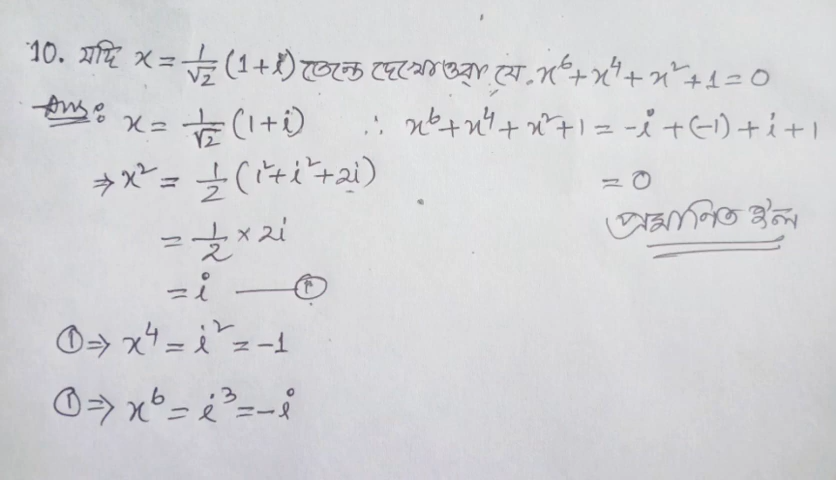 10. যদি x = 1/√2 (1+i) তেন্তে দেখুওৱা যে. x⁶+x⁴+x²+1=0
Ans:
x = 1/√2 (1+i)
⇒ x² = 1/2 (1²+i²+2i)
= 1/2 × 2i
= i —— ①
① ⇒ x⁴ = i² = -1
① ⇒ x⁶ = i³ = -i
∴ x⁶+x⁴+x²+1 = -i+(-1)+i+1
= 0
প্ৰমাণিত হ'ল